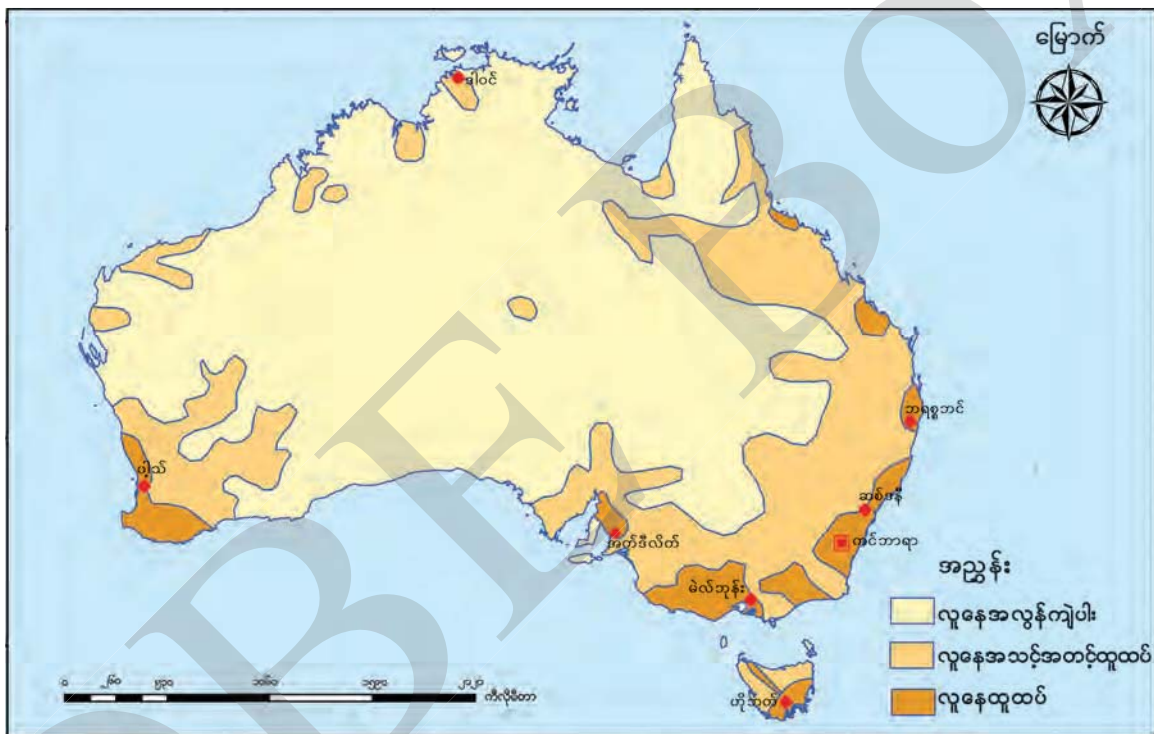 မြောက်
ဒါဝင်
ဘရစ္စဘင်
ပါ့သ်
ဆစ်ဒနီ
အက်ဒီလိတ်
ကင်ဘာရာ
မဲလ်ဘုန်း
ဟိုဘတ်
အညွှန်း
လူနေအလွန်ကျဲပါး
လူနေအသင့်အတင့်ထူထပ်
လူနေထူထပ်
ကီလိုမီတာ